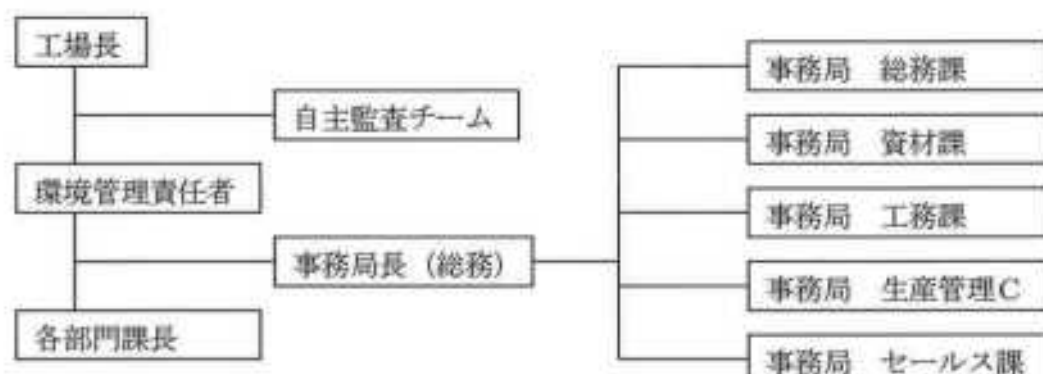 工場長
自主監査チーム
環境管理責任者
事務局長（総務）
各部門課長
事務局　総務課
事務局　資材課
事務局　工務課
事務局　生産管理C
事務局　セールス課